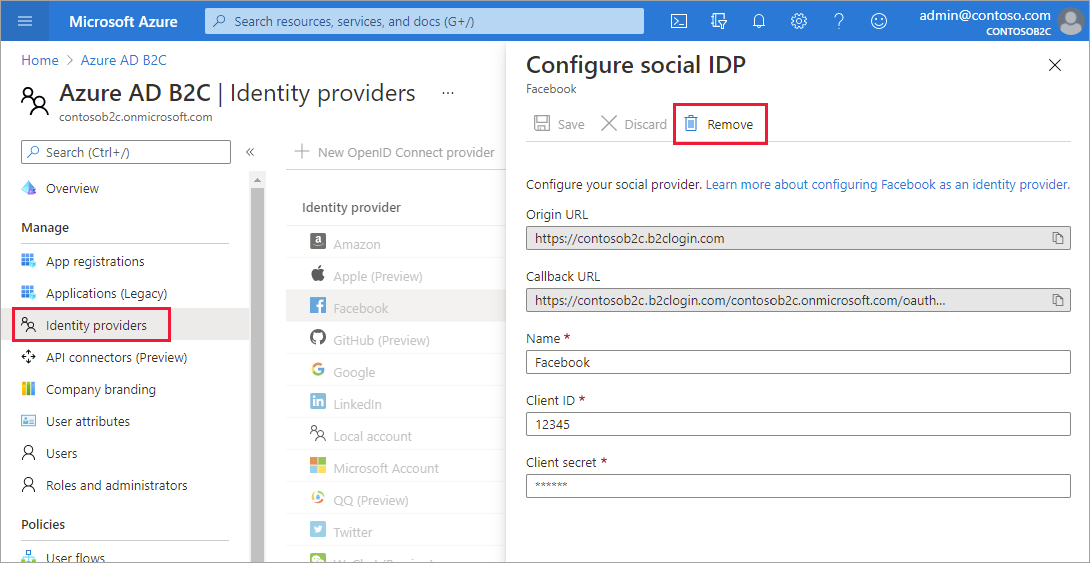 Microsoft Azure
Search resources, services, and docs (G+/)
admin@contoso.com
CONTOSOB2C
Home > Azure AD B2C
Azure AD B2C | Identity providers ...
contosob2c.onmicrosoft.com
Search (Ctrl+/)
«
Overview
Manage
App registrations
Applications (Legacy)
Identity providers
API connectors (Preview)
Company branding
User attributes
Users
Roles and administrators
Policies
User flows
New OpenID Connect provider
Identity provider
Amazon
Apple (Preview)
Facebook
GitHub (Preview)
Google
LinkedIn
Local account
Microsoft Account
QQ (Preview)
Twitter
WeChat (Preview)
Configure social IDP
Facebook
Save Discard Remove
Configure your social provider. Learn more about configuring Facebook as an identity provider.
Origin URL
https://contosob2c.b2clogin.com
Callback URL
https://contosob2c.b2clogin.com/contosob2c.onmicrosoft.com/oauth...
Name *
Facebook
Client ID *
12345
Client secret *
******